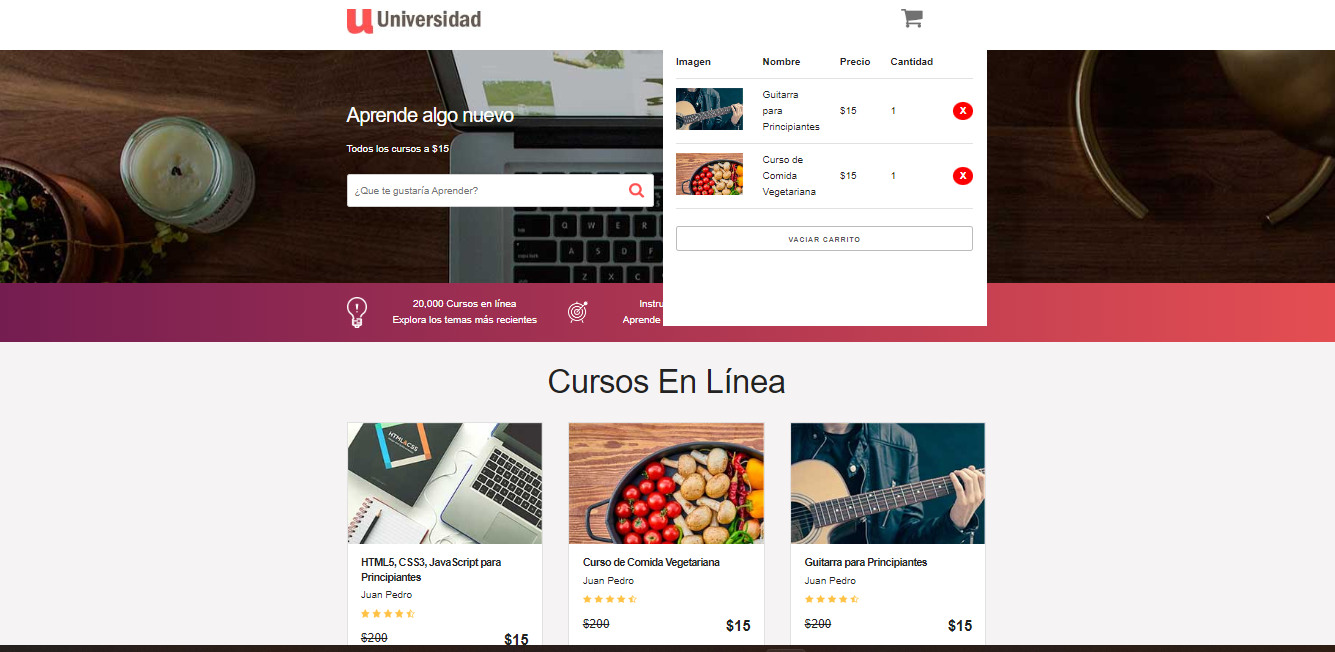 u Universidad
Imagen Nombre Precio Cantidad
Guitarra
para
Principiantes
$15 1 X
Curso de
Comida
Vegetariana
$15 1 X
VACIAR CARRITO
Aprende algo nuevo
Todos los cursos a $15
¿Que te gustaría Aprender?
Q W E R
A S D F
Z X C
20,000 Cursos en línea
Explora los temas más recientes
Instru
Aprende
Cursos En Línea
HTML&CSS
HTML5, CSS3, JavaScript para
Principiantes
Juan Pedro
$200 $15
Curso de Comida Vegetariana
Juan Pedro
$200 $15
Guitarra para Principiantes
Juan Pedro
$200 $15